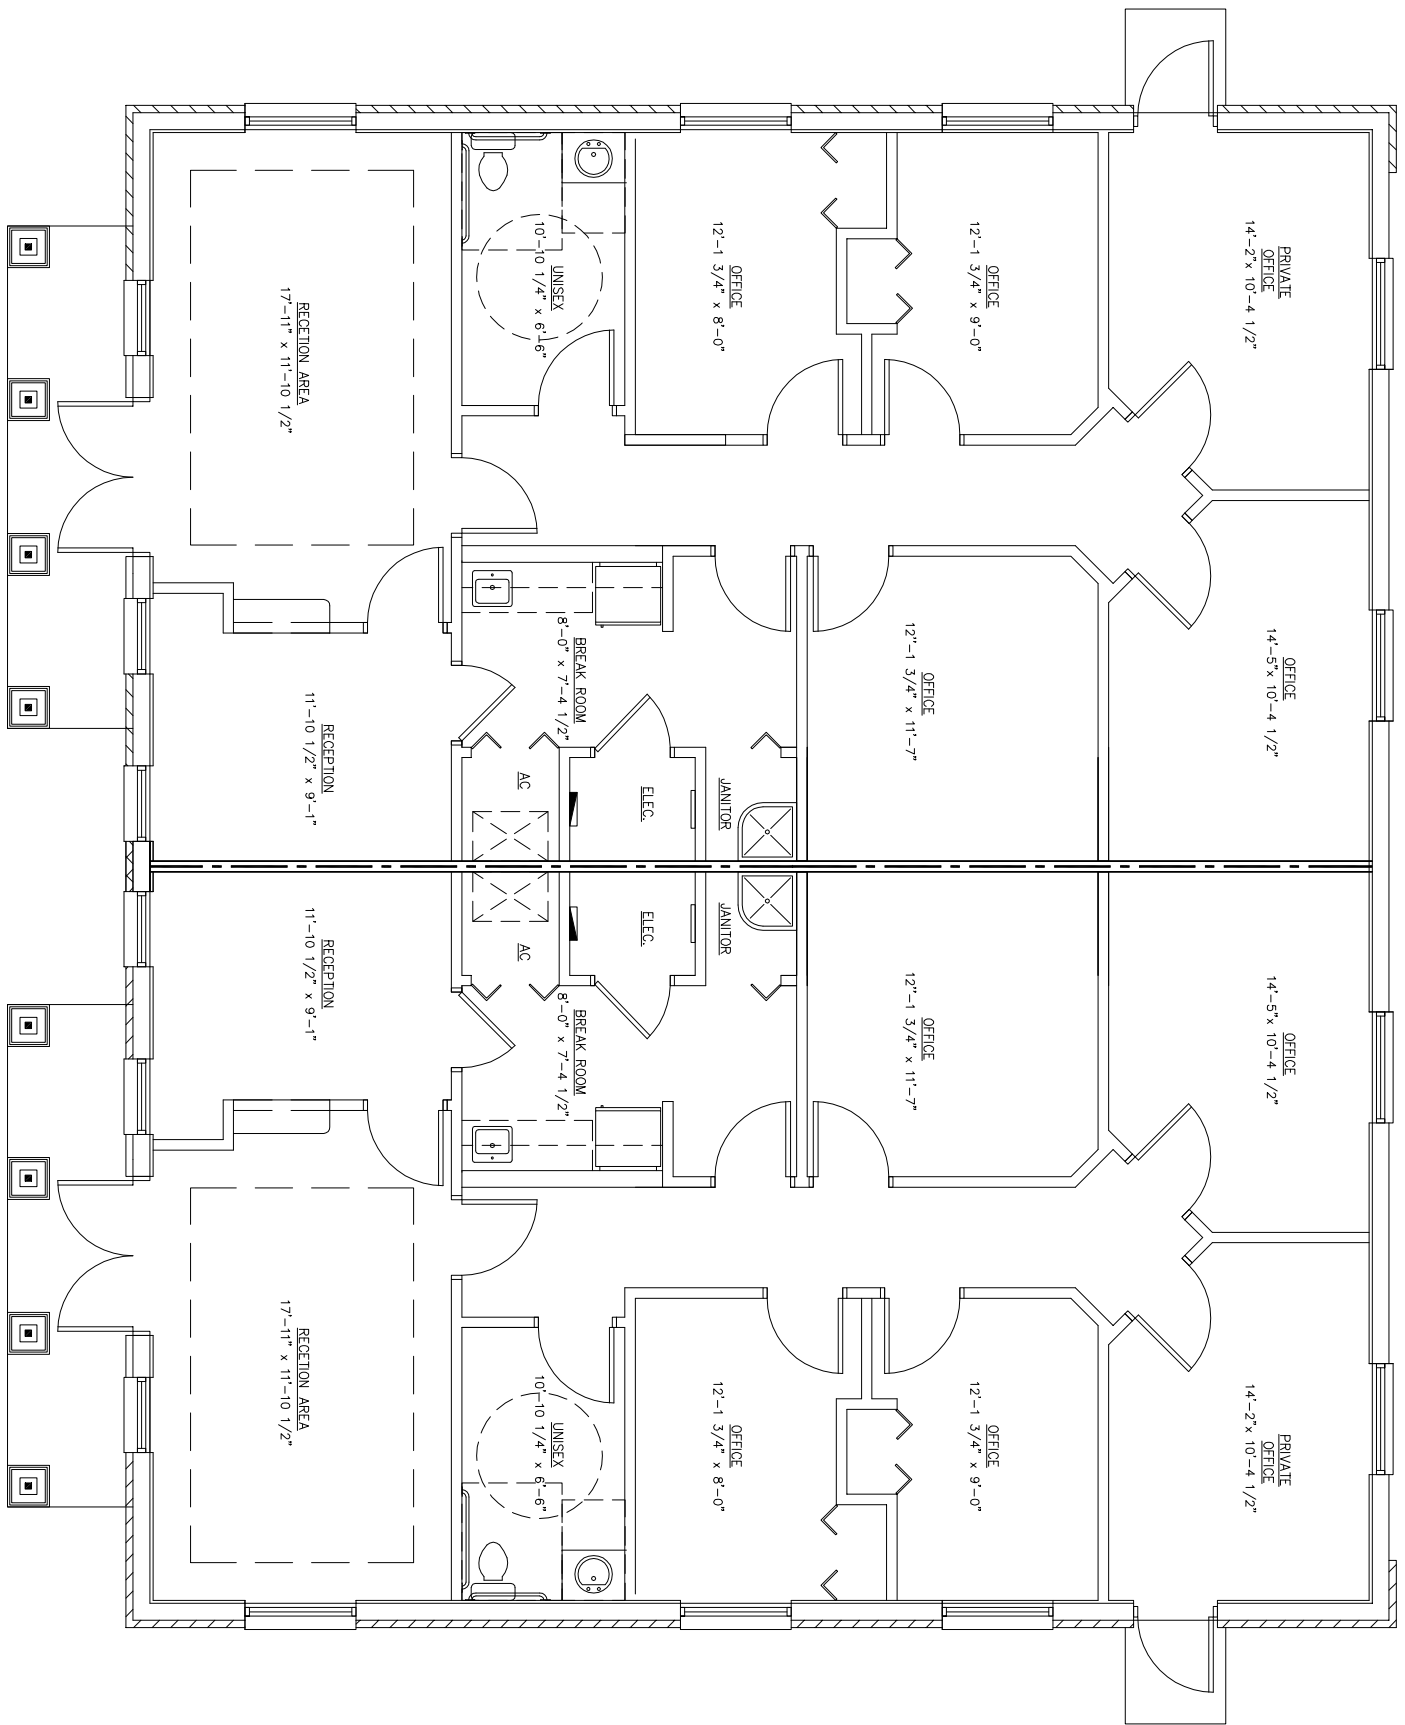 PRIVATE
OFFICE
14'-2"x 10'-4 1/2"
OFFICE
14'-5"x 10'-4 1/2"
OFFICE
14'-5"x 10'-4 1/2"
PRIVATE
OFFICE
14'-2"x 10'-4 1/2"
OFFICE
12'-1 3/4" x 9'-0"
OFFICE
12''-1 3/4" x 11'-7"
OFFICE
12''-1 3/4" x 11'-7"
OFFICE
12'-1 3/4" x 9'-0"
OFFICE
12'-1 3/4" x 8'-0"
JANITOR
JANITOR
OFFICE
12'-1 3/4" x 8'-0"
ELEC.
ELEC.
UNISEX
10'-10 1/4" x 6'-6"
BREAK ROOM
8'-0" x 7'-4 1/2"
AC
AC
BREAK ROOM
8'-0" x 7'-4 1/2"
UNISEX
10'-10 1/4" x 6'-6"
RECETION AREA
17'-11" x 11'-10 1/2"
RECEPTION
11'-10 1/2" x 9'-1"
RECEPTION
11'-10 1/2" x 9'-1"
RECETION AREA
17'-11" x 11'-10 1/2"